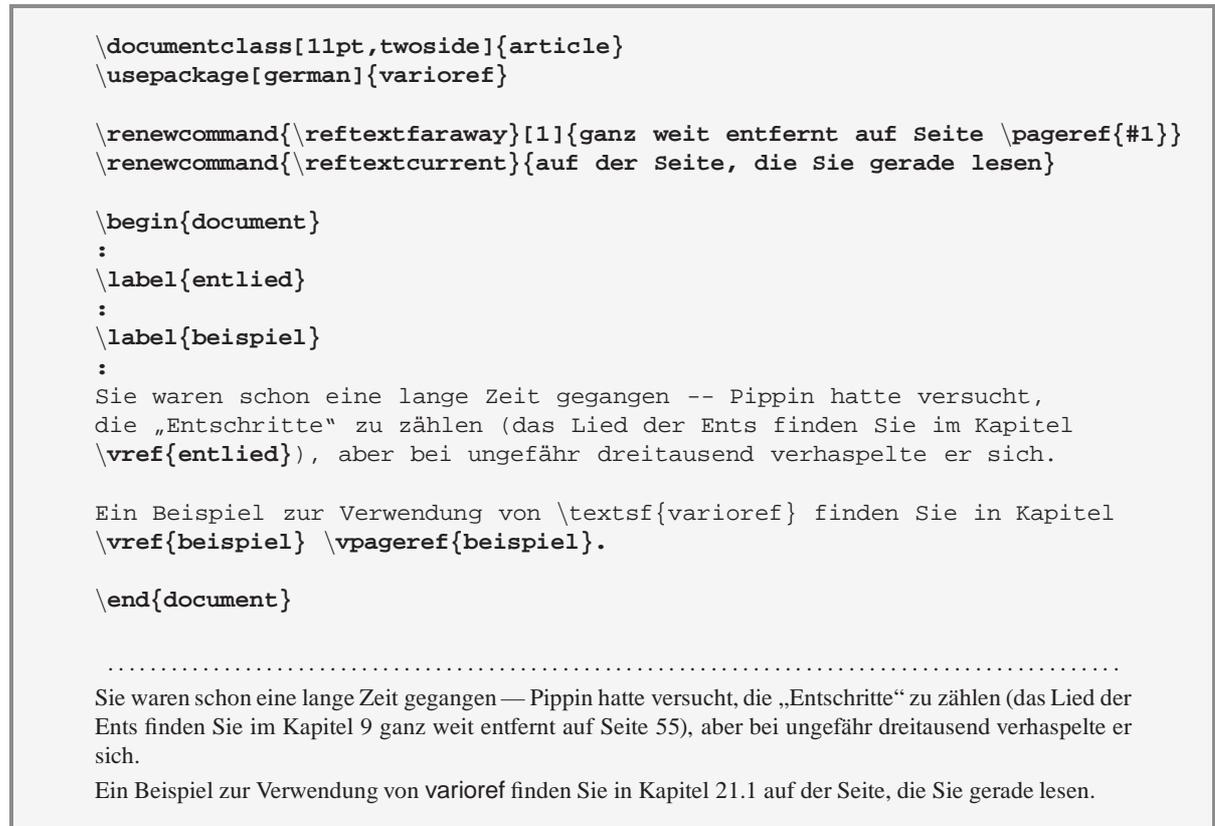 \documentclass[11pt,twoside]{article}
\usepackage[german]{varioref}
\renewcommand{\reftextfaraway}[1]{ganz weit entfernt auf Seite \pageref{#1}}
\renewcommand{\reftextcurrent}{auf der Seite, die Sie gerade lesen}
\begin{document}
:
\label{entlied}
:
\label{beispiel}
:
Sie waren schon eine lange Zeit gegangen -- Pippin hatte versucht,
die „Entschritte“ zu zählen (das Lied der Ents finden Sie im Kapitel
\vref{entlied}), aber bei ungefähr dreitausend verhaspelte er sich.
Ein Beispiel zur Verwendung von \textsf{varioref} finden Sie in Kapitel
\vref{beispiel} \vpageref{beispiel}.
\end{document}
Sie waren schon eine lange Zeit gegangen — Pippin hatte versucht, die „Entschritte“ zu zählen (das Lied der
Ents finden Sie im Kapitel 9 ganz weit entfernt auf Seite 55), aber bei ungefähr dreitausend verhaspelte er
sich.
Ein Beispiel zur Verwendung von varioref finden Sie in Kapitel 21.1 auf der Seite, die Sie gerade lesen.